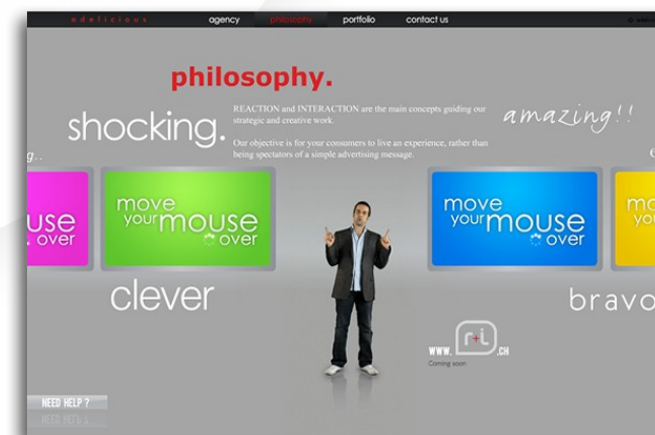 adelicious
agency
philosophy
portfolio
contact us
philosophy.
shocking.
REACTION and INTERACTION are the main concepts guiding our
strategic and creative work.
Our objective is for your consumers to live an experience, rather than
being spectators of a simple advertising message.
amazing!!
move
your mouse
over
move
your mouse
over
clever
bravo
www. r+i .CH
Coming soon
NEED HELP ?